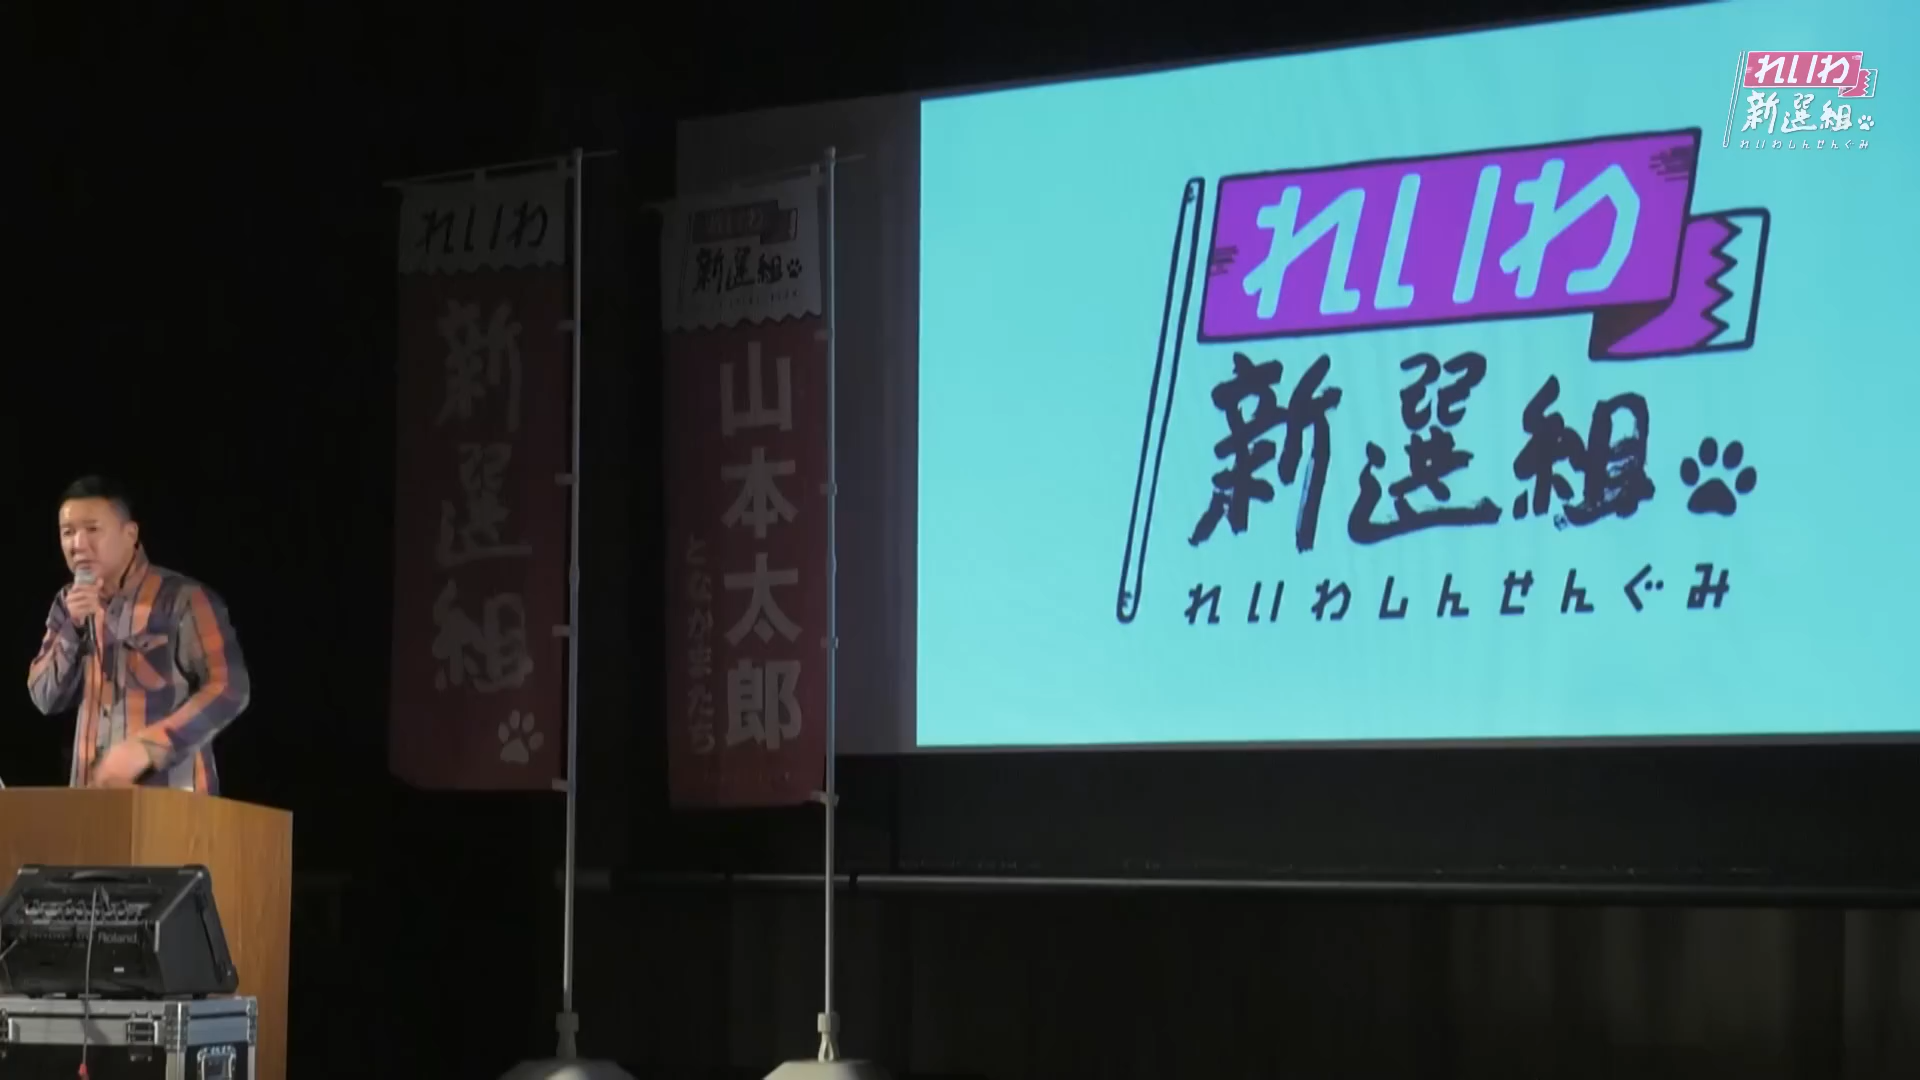 れいわ
新選組
れいわしんせんぐみ
れいわ
新選組
れいわ
新選組
山本太郎
となかまたち
れいわ
新選組
れいわしんせんぐみ
Roland